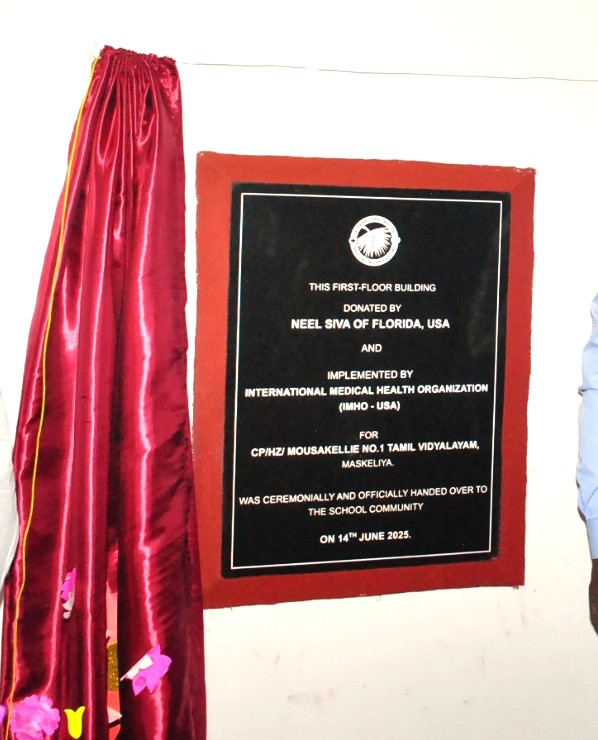 THIS FIRST-FLOOR BUILDING
DONATED BY
NEEL SIVA OF FLORIDA, USA
AND
IMPLEMENTED BY
INTERNATIONAL MEDICAL HEALTH ORGANIZATION
(IMHO - USA)
FOR
CP/HZ/ MOUSAKELLIE NO.1 TAMIL VIDYALAYAM,
MASKELIYA.
WAS CEREMONIALLY AND OFFICIALLY HANDED OVER TO
THE SCHOOL COMMUNITY
ON 14TH JUNE 2025.